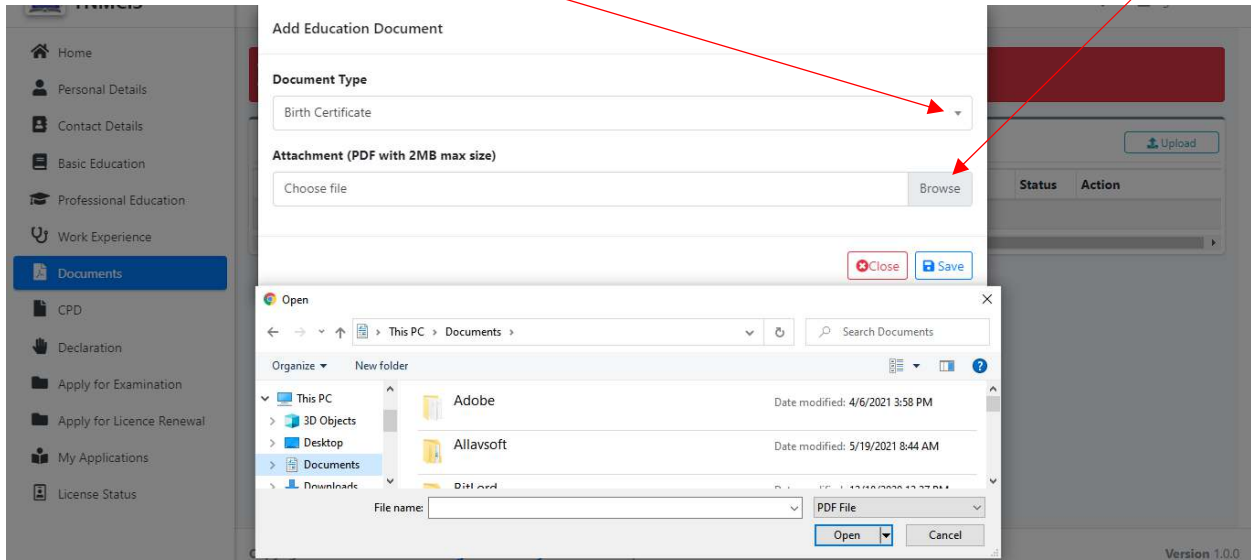 Add Education Document
Home
Personal Details
Contact Details
Basic Education
Professional Education
Work Experience
Documents
CPD
Declaration
Apply for Examination
Apply for Licence Renewal
My Applications
License Status
Document Type
Birth Certificate
Attachment (PDF with 2MB max size)
Choose file
Browse
Close
Save
Upload
Status Action
Open
This PC > Documents >
Search Documents
Organize
New folder
This PC
3D Objects
Desktop
Documents
Downloads
Adobe
Date modified: 4/6/2021 3:58 PM
Allavsoft
Date modified: 5/19/2021 8:44 AM
BitLord
File name:
PDF File
Open
Cancel
Version 1.0.0